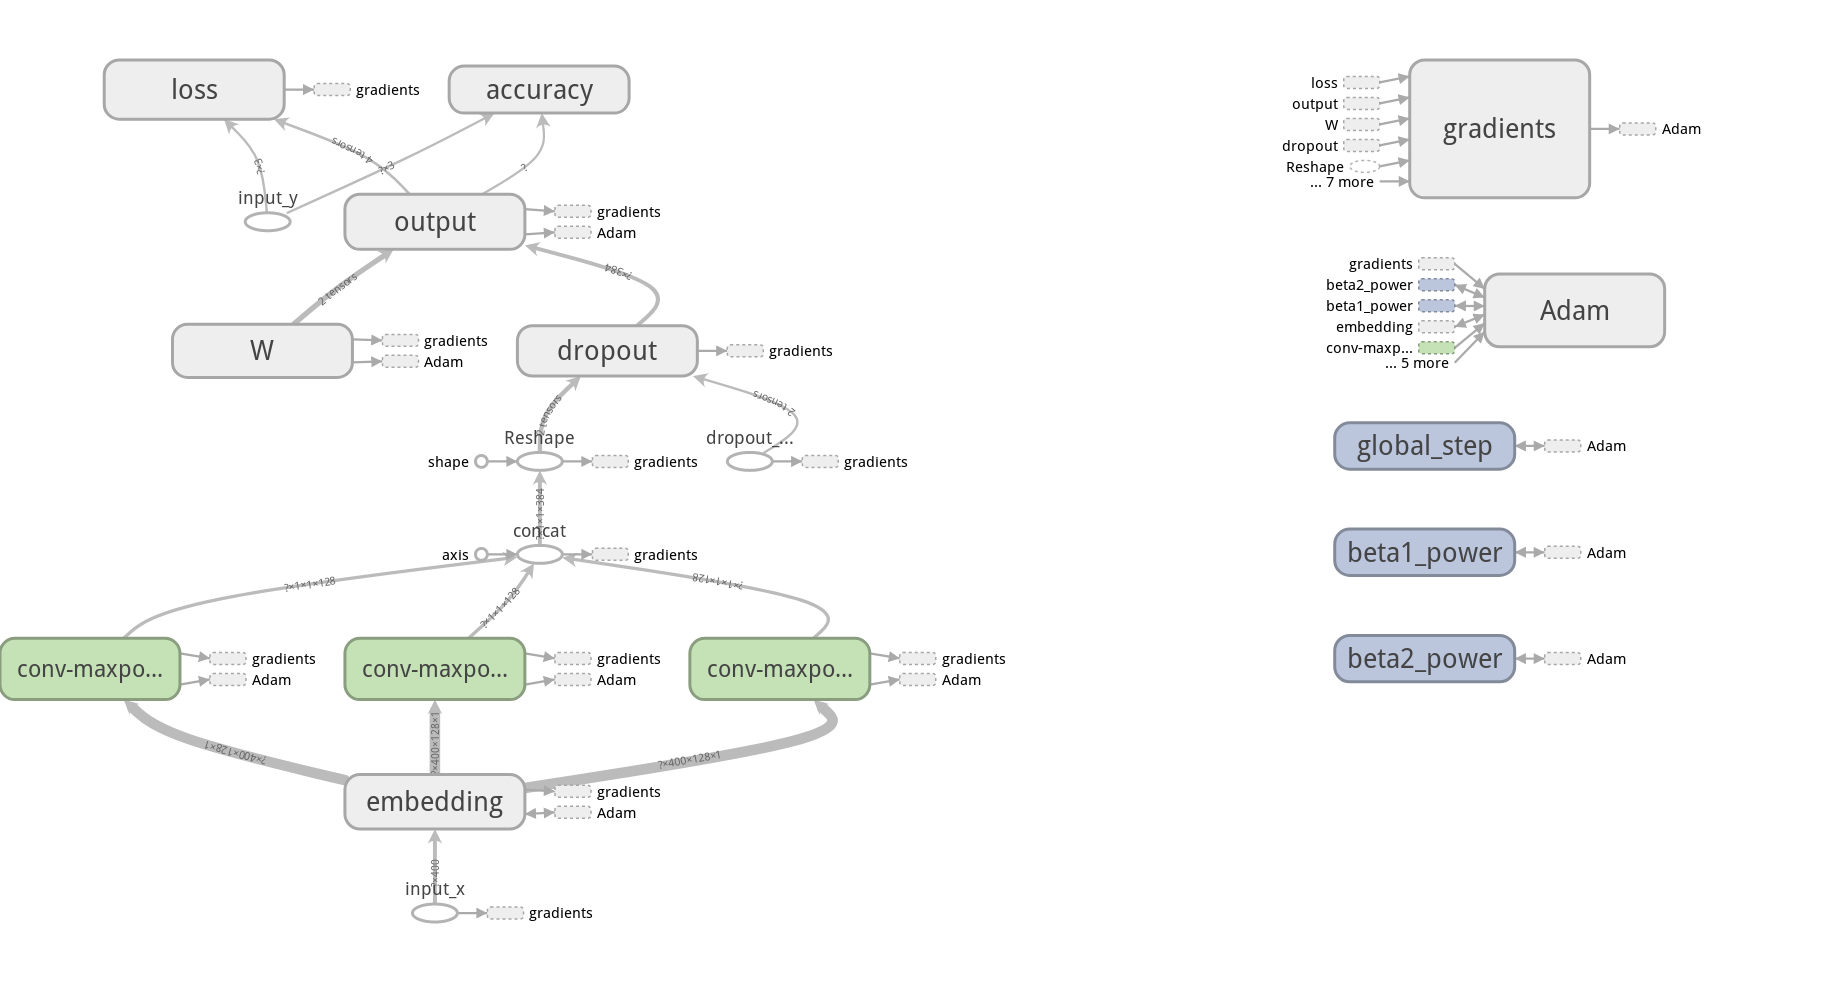 loss
gradients
accuracy
?×3
4 tensors
?×3
?
input_y
output
gradients
Adam
2 tensors
?×384
W
gradients
Adam
dropout
gradients
2 tensors
2 tensors
Reshape
dropout_...
shape
gradients
gradients
?×1×1×384
concat
axis
gradients
?×1×1×128
?×1×1×128
?×1×1×128
conv-maxpo...
gradients
Adam
conv-maxpo...
gradients
Adam
conv-maxpo...
gradients
Adam
?×400×128×1
?×400×128×1
?×400×128×1
embedding
gradients
Adam
?×400
input_x
gradients
loss
output
W
dropout
Reshape
... 7 more
gradients
Adam
gradients
beta2_power
beta1_power
embedding
conv-maxp...
... 5 more
Adam
global_step
Adam
beta1_power
Adam
beta2_power
Adam